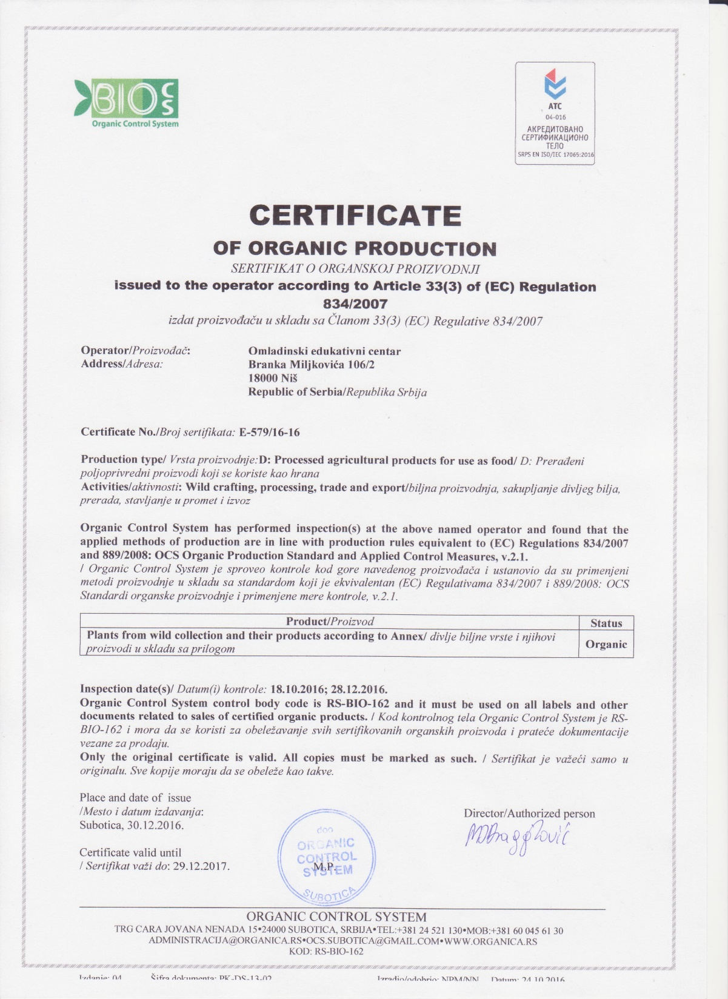 BIO CS
Organic Control System
АТС
04-016
АКРЕДИТОВАНО
СЕРТИФИКАЦИОНО
ТЕЛО
SRPS EN ISO/IEC 17065:2016
CERTIFICATE
OF ORGANIC PRODUCTION
SERTIFIKAT O ORGANSKOJ PROIZVODNJI
issued to the operator according to Article 33(3) of (EC) Regulation
834/2007
izdat proizvođaču u skladu sa Članom 33(3) (EC) Regulative 834/2007
Operator/Proizvođač: Omladinski edukativni centar
Address/Adresa: Branka Miljkovića 106/2
18000 Niš
Republic of Serbia/Republika Srbija
Certificate No./Broj sertifikata: E-579/16-16
Production type/ Vrsta proizvodnje:D: Processed agricultural products for use as food/ D: Prerađeni
poljoprivredni proizvodi koji se koriste kao hrana
Activities/aktivnosti: Wild crafting, processing, trade and export/biljna proizvodnja, sakupljanje divljeg bilja,
prerada, stavljanje u promet i izvoz
Organic Control System has performed inspection(s) at the above named operator and found that the
applied methods of production are in line with production rules equivalent to (EC) Regulations 834/2007
and 889/2008: OCS Organic Production Standard and Applied Control Measures, v.2.1.
/ Organic Control System je sproveo kontrole kod gore navedenog proizvođača i ustanovio da su primenjeni
metodi proizvodnje u skladu sa standardom koji je ekvivalentan (EC) Regulativama 834/2007 i 889/2008: OCS
Standardi organske proizvodnje i primenjene mere kontrole, v.2.1.
Product/Proizvod Status
Plants from wild collection and their products according to Annex/ divlje biljne vrste i njihovi
proizvodi u skladu sa prilogom
Organic
Inspection date(s)/ Datum(i) kontrole: 18.10.2016; 28.12.2016.
Organic Control System control body code is RS-BIO-162 and it must be used on all labels and other
documents related to sales of certified organic products. / Kod kontrolnog tela Organic Control System je RS-
BIO-162 i mora da se koristi za obeležavanje svih sertifikovanih organskih proizvoda i prateće dokumentacije
vezane za prodaju.
Only the original certificate is valid. All copies must be marked as such. / Sertifikat je važeći samo u
originalu. Sve kopije moraju da se obeleže kao takve.
Place and date of issue
/Mesto i datum izdavanja:
Subotica, 30.12.2016.
Director/Authorized person
Certificate valid until
/ Sertifikat važi do: 29.12.2017.
doo
ORGANIC
CONTROL
SYSTEM
M.P.
SUBOTICA
ORGANIC CONTROL SYSTEM
TRG CARA JOVANA NENADA 15•24000 SUBOTICA, SRBIJA•TEL:+381 24 521 130•MOB:+381 60 045 61 30
ADMINISTRACIJA@ORGANICA.RS•OCS.SUBOTICA@GMAIL.COM•WWW.ORGANICA.RS
KOD: RS-BIO-162
Izdanje: 04 Šifra dokumenta: PK-DS-13-02 Izradio/odobrio: NPM/NN Datum: 24.10.2016